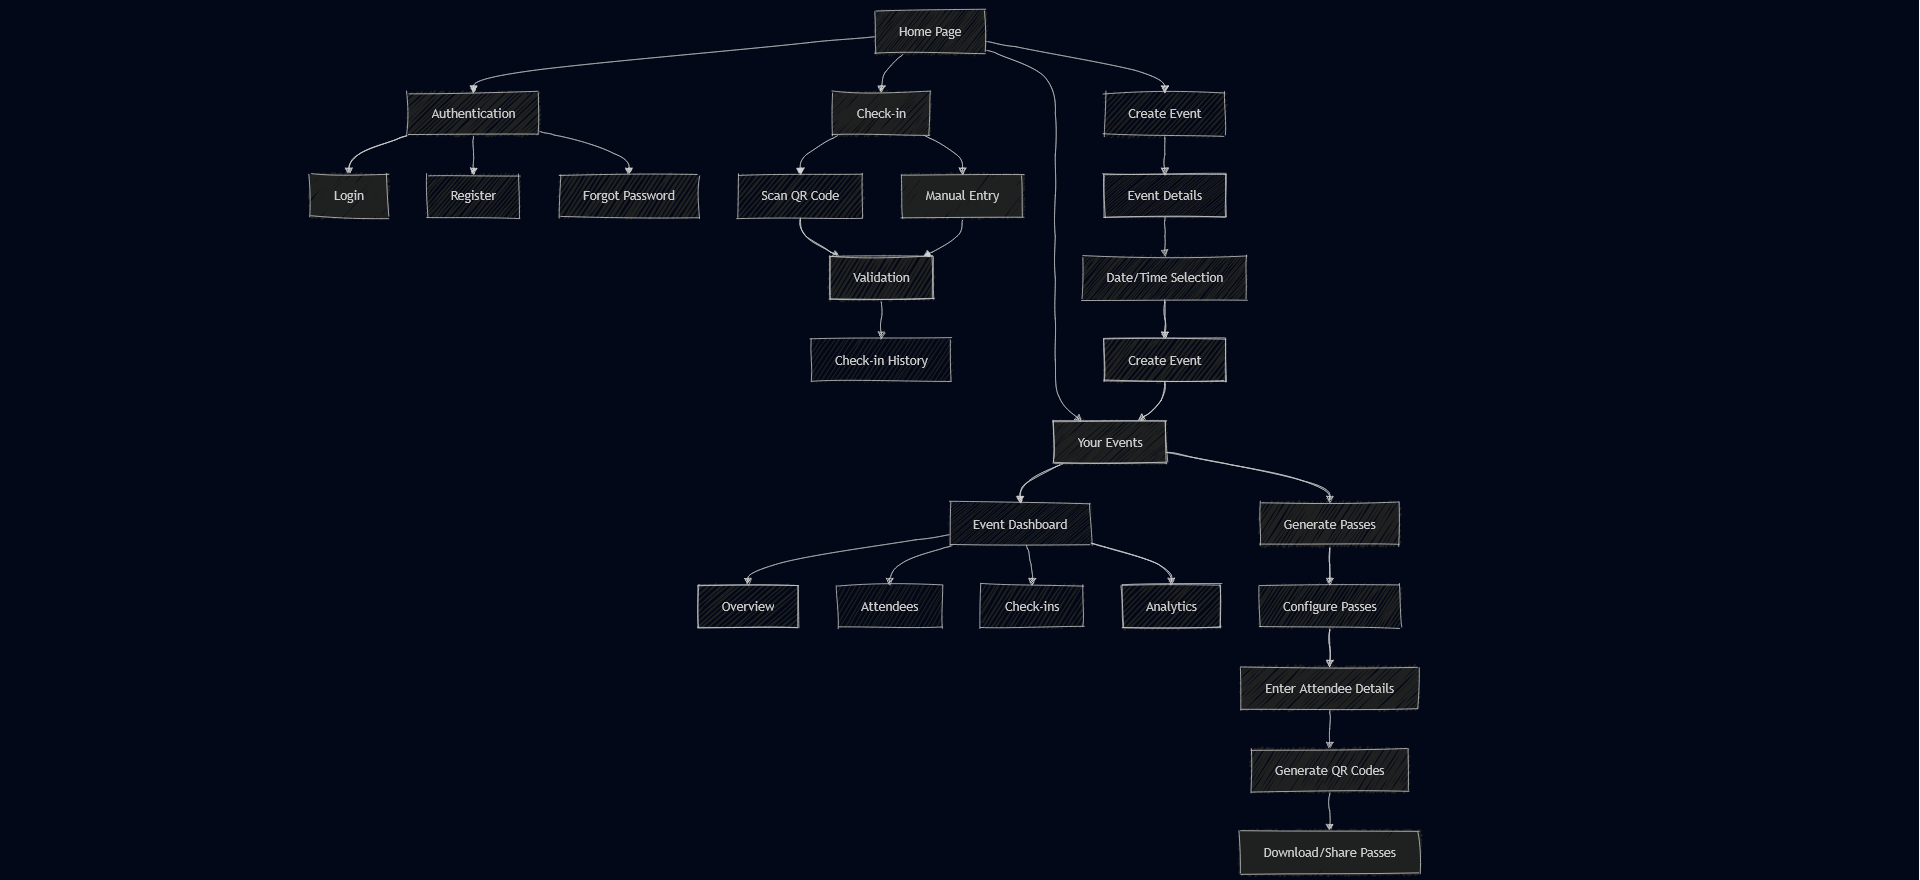 Home Page
Authentication
Check-in
Create Event
Login
Register
Forgot Password
Scan QR Code
Manual Entry
Event Details
Validation
Date/Time Selection
Check-in History
Create Event
Your Events
Event Dashboard
Generate Passes
Overview
Attendees
Check-ins
Analytics
Configure Passes
Enter Attendee Details
Generate QR Codes
Download/Share Passes